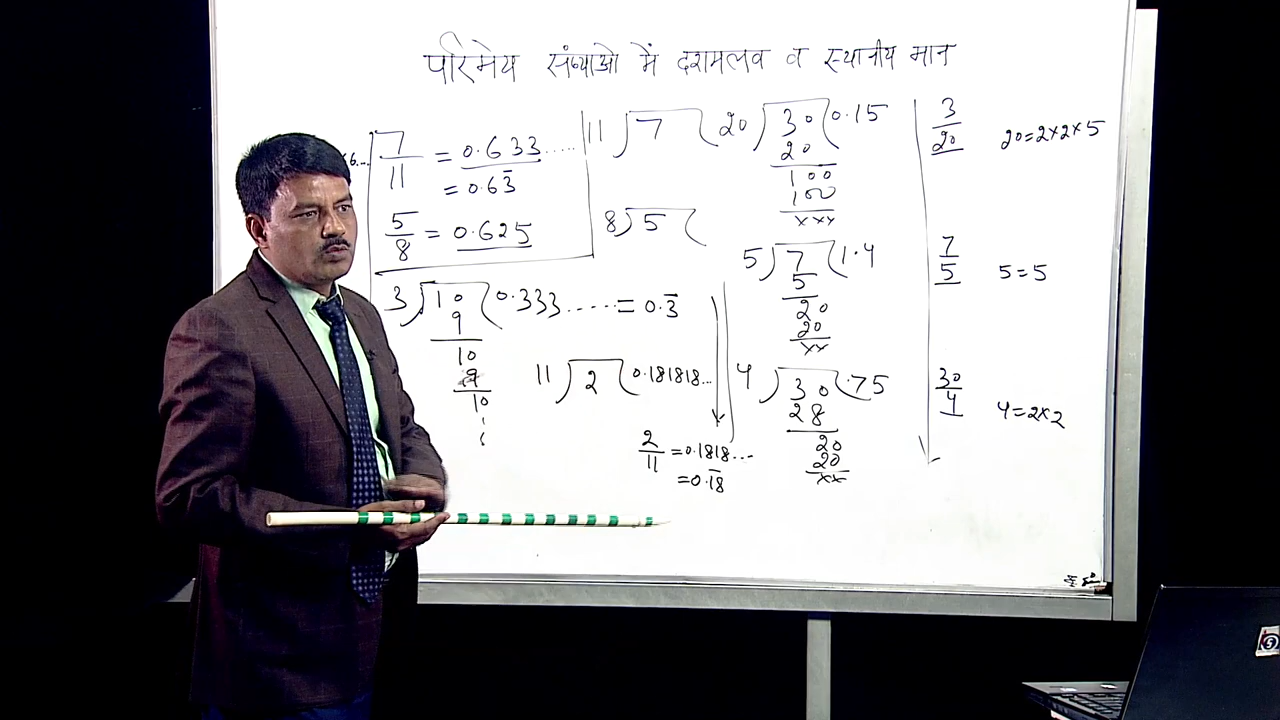 परिमेय संख्याओ में दशमलव व स्थानीय मान
×6...
7/11 = 0.633.....
= 0.63̄
5/8 = 0.625
11 ) 7
8 ) 5 (
3 ) 10 ( 0.333...... = 0.3̄
9
10
9
10
11 ) 2 ( 0.181818...
2/11 = 0.1818...
= 0.1̄8̄
20 ) 30 ( 0.15
20
100
100
×××
5 ) 7 ( 1.4
5
20
20
××
4 ) 30 ( .75
28
20
20
××
3/20 20=2×2×5
7/5 5=5
30/4 4=2×2